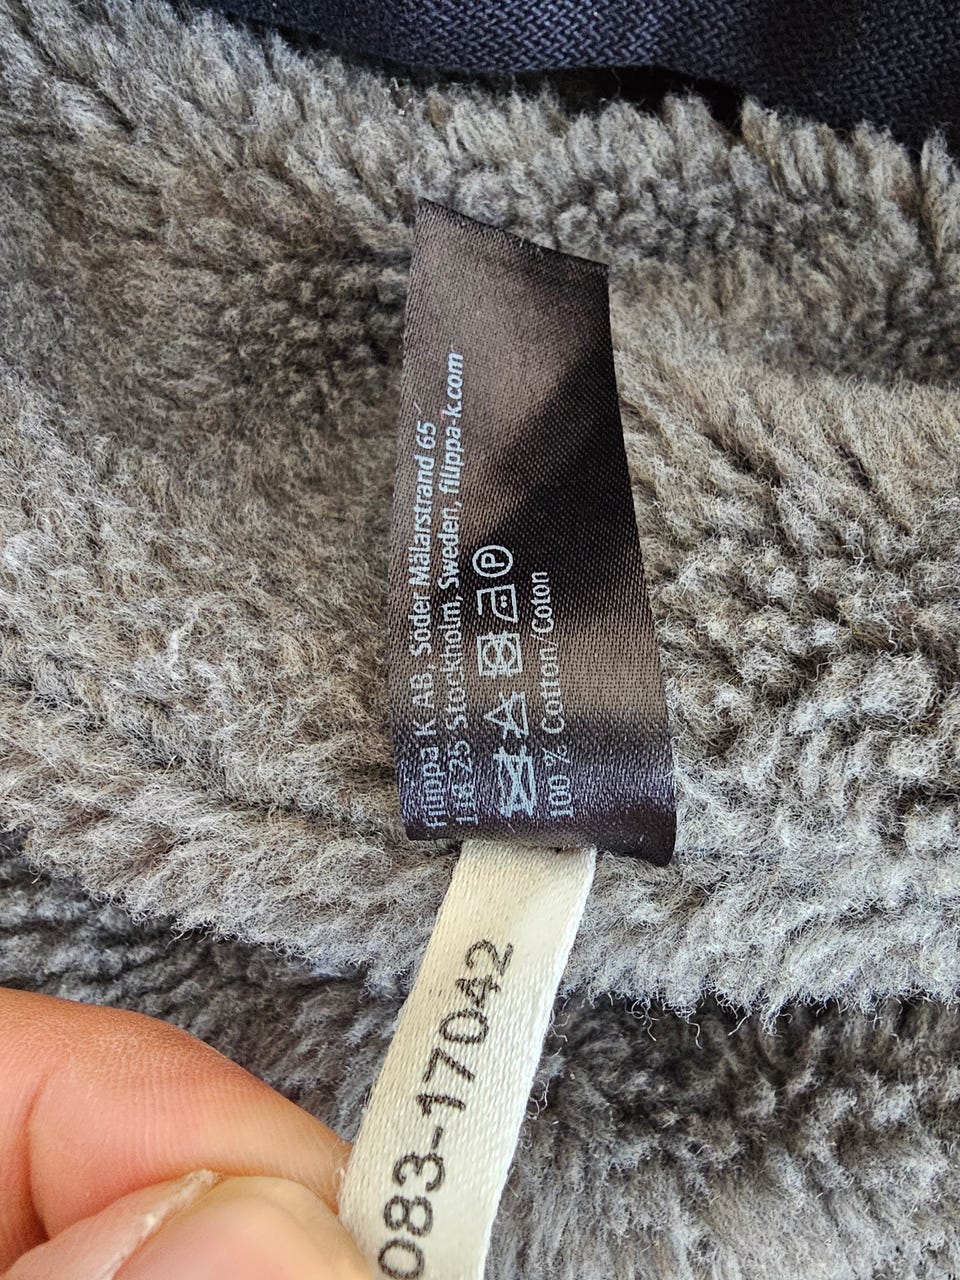 Filippa K AB, Söder Mälarstrand 65
118 25 Stockholm, Sweden, filippa-k.com
P
100 % Cotton/Coton
083-17042